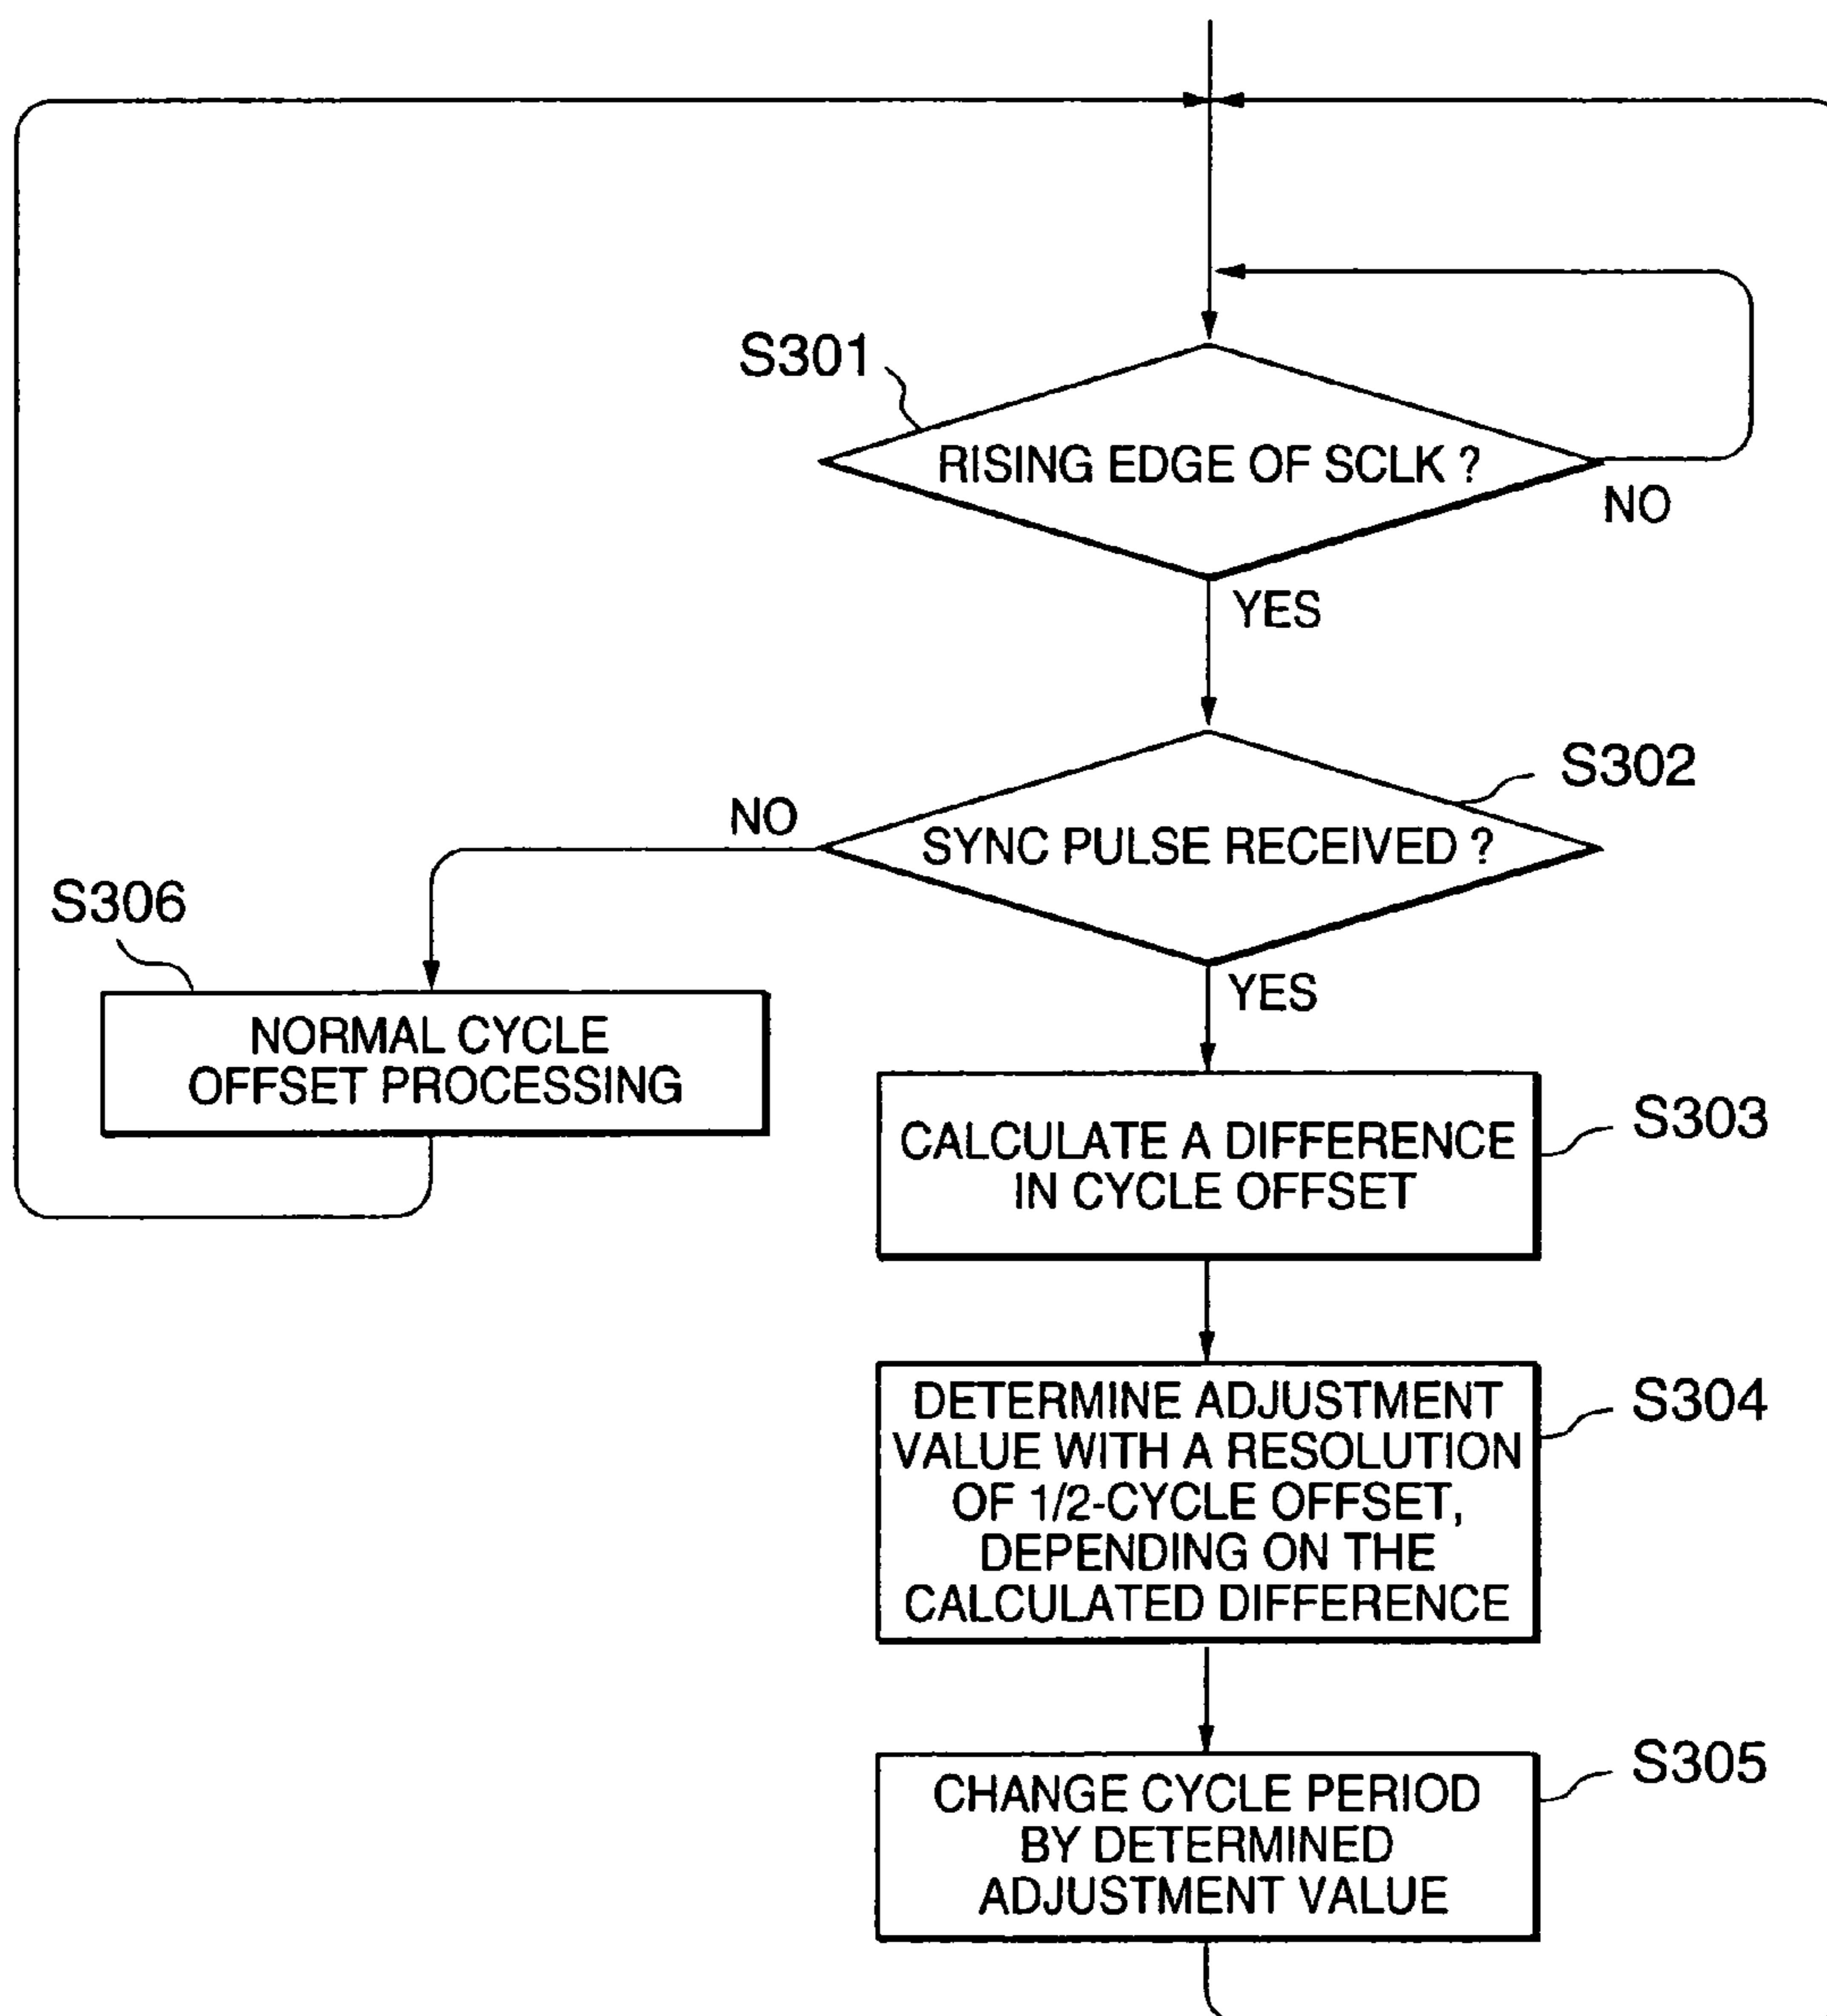 S301
RISING EDGE OF SCLK ?
NO
YES
S302
NO
SYNC PULSE RECEIVED ?
S306
YES
NORMAL CYCLE
OFFSET PROCESSING
S303
CALCULATE A DIFFERENCE
IN CYCLE OFFSET
S304
DETERMINE ADJUSTMENT
VALUE WITH A RESOLUTION
OF 1/2-CYCLE OFFSET,
DEPENDING ON THE
CALCULATED DIFFERENCE
S305
CHANGE CYCLE PERIOD
BY DETERMINED
ADJUSTMENT VALUE